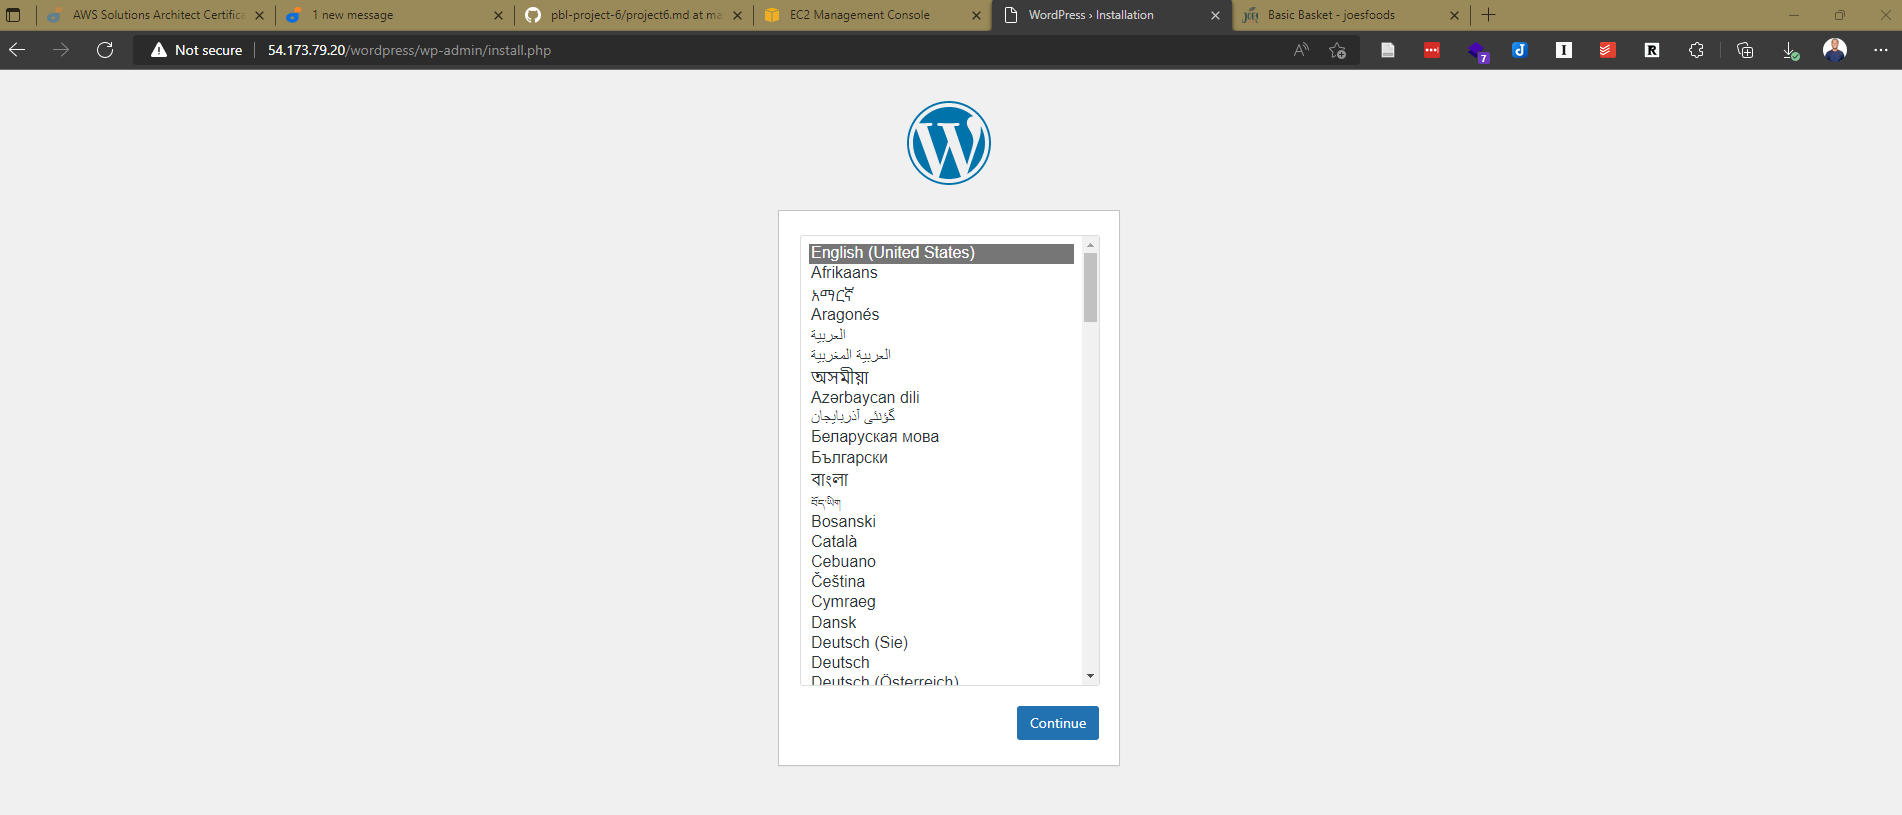 AWS Solutions Architect Certifica
1 new message
pbl-project-6/project6.md at ma
EC2 Management Console
WordPress › Installation
Basic Basket - joesfoods
Not secure
54.173.79.20/wordpress/wp-admin/install.php
7
English (United States)
Afrikaans
አማርኛ
Aragonés
العربية
العربية المغربية
অসমীয়া
Azərbaycan dili
گؤنئی آذربایجان
Беларуская мова
Български
বাংলা
བོད་ཡིག
Bosanski
Català
Cebuano
Čeština
Cymraeg
Dansk
Deutsch (Sie)
Deutsch
Deutsch (Österreich)
Continue